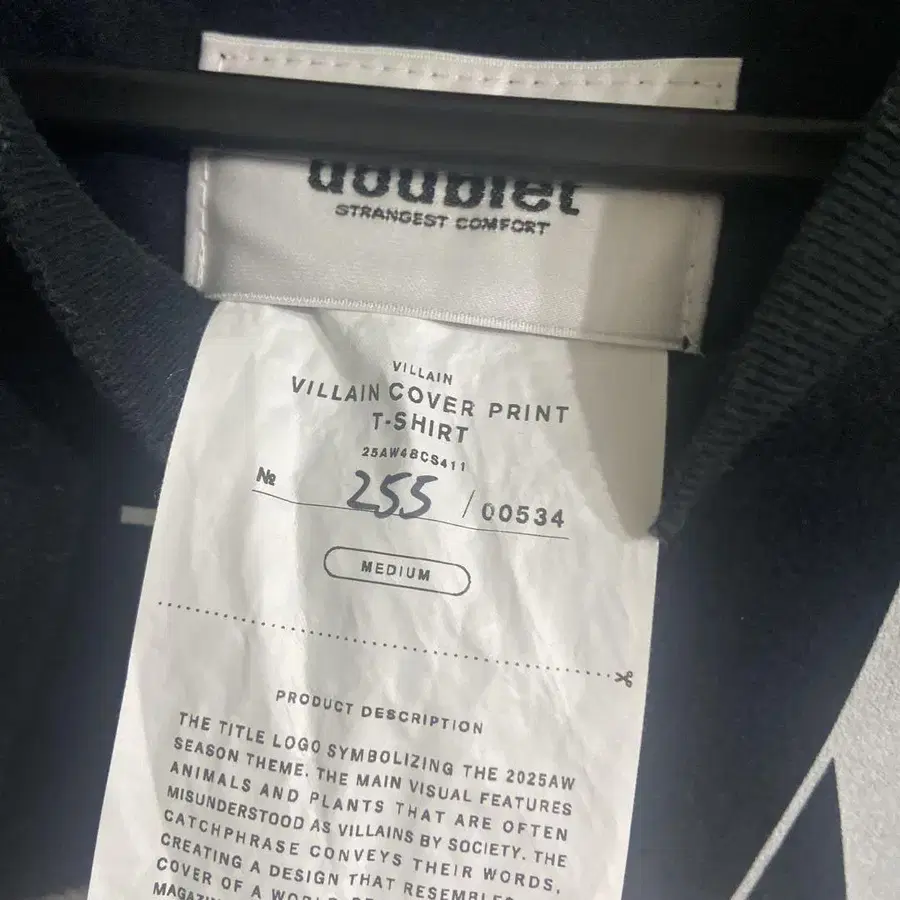 doublet
STRANGEST COMFORT
VILLAIN
VILLAIN COVER PRINT
T-SHIRT
25AW48CS411
№ 255 / 00534
MEDIUM
PRODUCT DESCRIPTION
THE TITLE LOGO SYMBOLIZING THE 2025AW
SEASON THEME. THE MAIN VISUAL FEATURES
ANIMALS AND PLANTS THAT ARE OFTEN
MISUNDERSTOOD AS VILLAINS BY SOCIETY. THE
CATCHPHRASE CONVEYS THEIR WORDS,
CREATING A DESIGN THAT RESEMBLES
COVER OF A